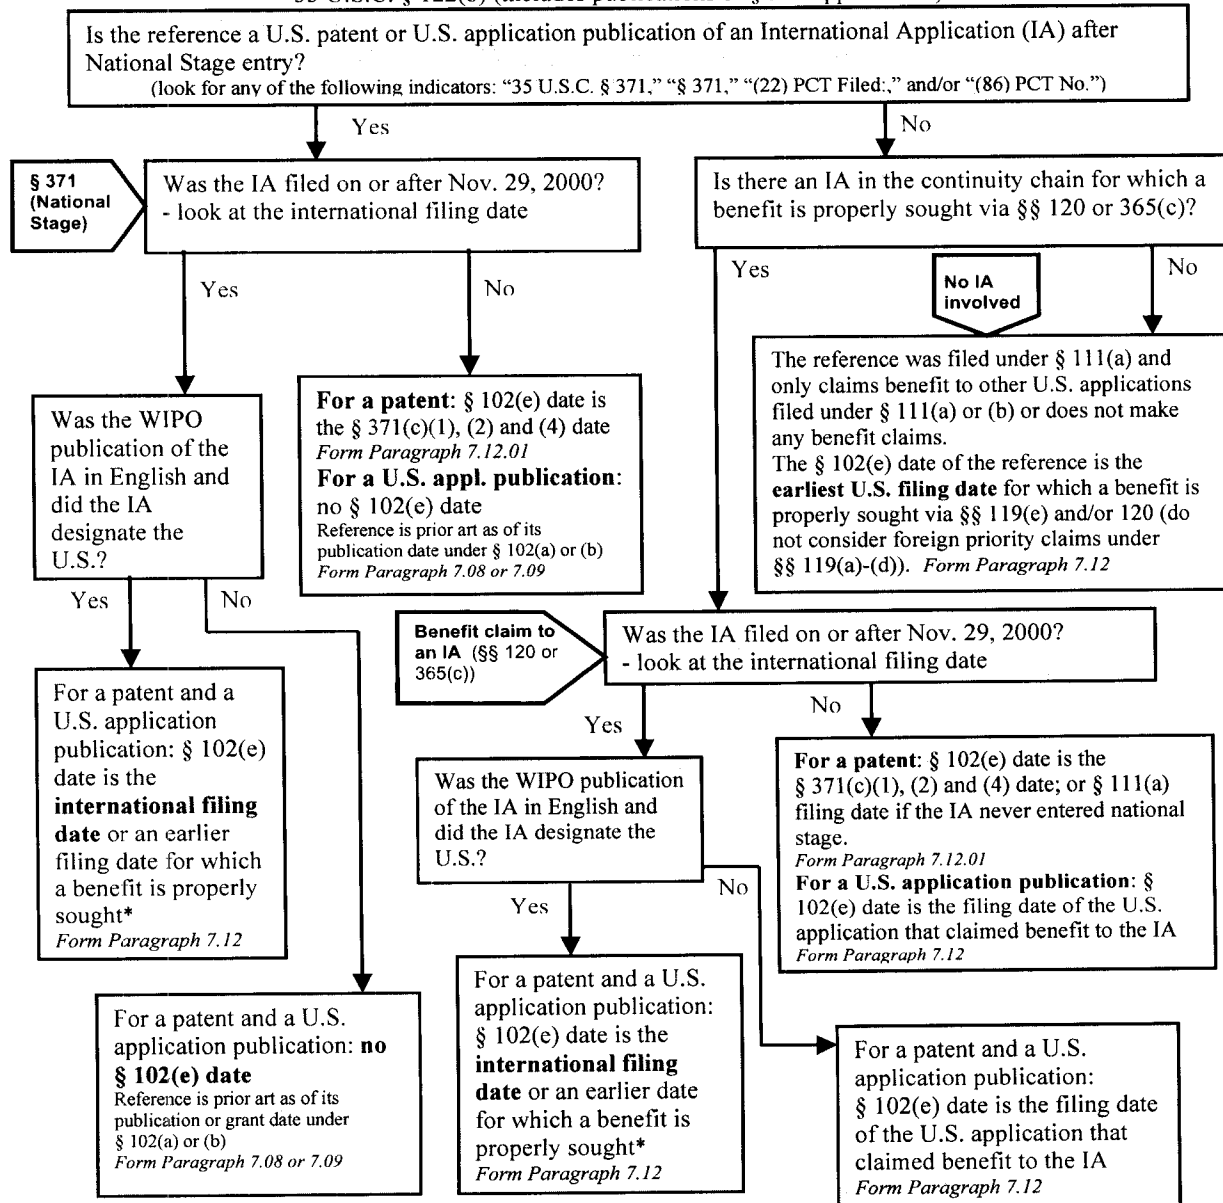 Is the reference a U.S. patent or U.S. application publication of an International Application (IA) after
National Stage entry?
(look for any of the following indicators: “35 U.S.C. § 371,” “§ 371,” “(22) PCT Filed:,” and/or “(86) PCT No.”)
Yes
No
§ 371
(National
Stage)
Was the IA filed on or after Nov. 29, 2000?
- look at the international filing date
Is there an IA in the continuity chain for which a
benefit is properly sought via §§ 120 or 365(c)?
Yes
No
Yes
No
No IA
involved
Was the WIPO
publication of the
IA in English and
did the IA
designate the
U.S.?
For a patent: § 102(e) date is
the § 371(c)(1), (2) and (4) date
Form Paragraph 7.12.01
For a U.S. appl. publication:
no § 102(e) date
Reference is prior art as of its
publication date under § 102(a) or (b)
Form Paragraph 7.08 or 7.09
The reference was filed under § 111(a) and
only claims benefit to other U.S. applications
filed under § 111(a) or (b) or does not make
any benefit claims.
The § 102(e) date of the reference is the
earliest U.S. filing date for which a benefit is
properly sought via §§ 119(e) and/or 120 (do
not consider foreign priority claims under
§§ 119(a)-(d)). Form Paragraph 7.12
Yes
No
Benefit claim to
an IA (§§ 120 or
365(c))
Was the IA filed on or after Nov. 29, 2000?
- look at the international filing date
For a patent and a
U.S. application
publication: § 102(e)
date is the
international filing
date or an earlier
filing date for which
a benefit is properly
sought*
Form Paragraph 7.12
Yes
No
Was the WIPO publication
of the IA in English and
did the IA designate the
U.S.?
For a patent: § 102(e) date is the
§ 371(c)(1), (2) and (4) date; or § 111(a)
filing date if the IA never entered national
stage.
Form Paragraph 7.12.01
For a U.S. application publication: §
102(e) date is the filing date of the U.S.
application that claimed benefit to the IA
Form Paragraph 7.12
Yes
No
For a patent and a U.S.
application publication: no
§ 102(e) date
Reference is prior art as of its
publication or grant date under
§ 102(a) or (b)
Form Paragraph 7.08 or 7.09
For a patent and a U.S.
application publication:
§ 102(e) date is the
international filing
date or an earlier date
for which a benefit is
properly sought*
Form Paragraph 7.12
For a patent and a U.S.
application publication:
§ 102(e) date is the filing date
of the U.S. application that
claimed benefit to the IA
Form Paragraph 7.12